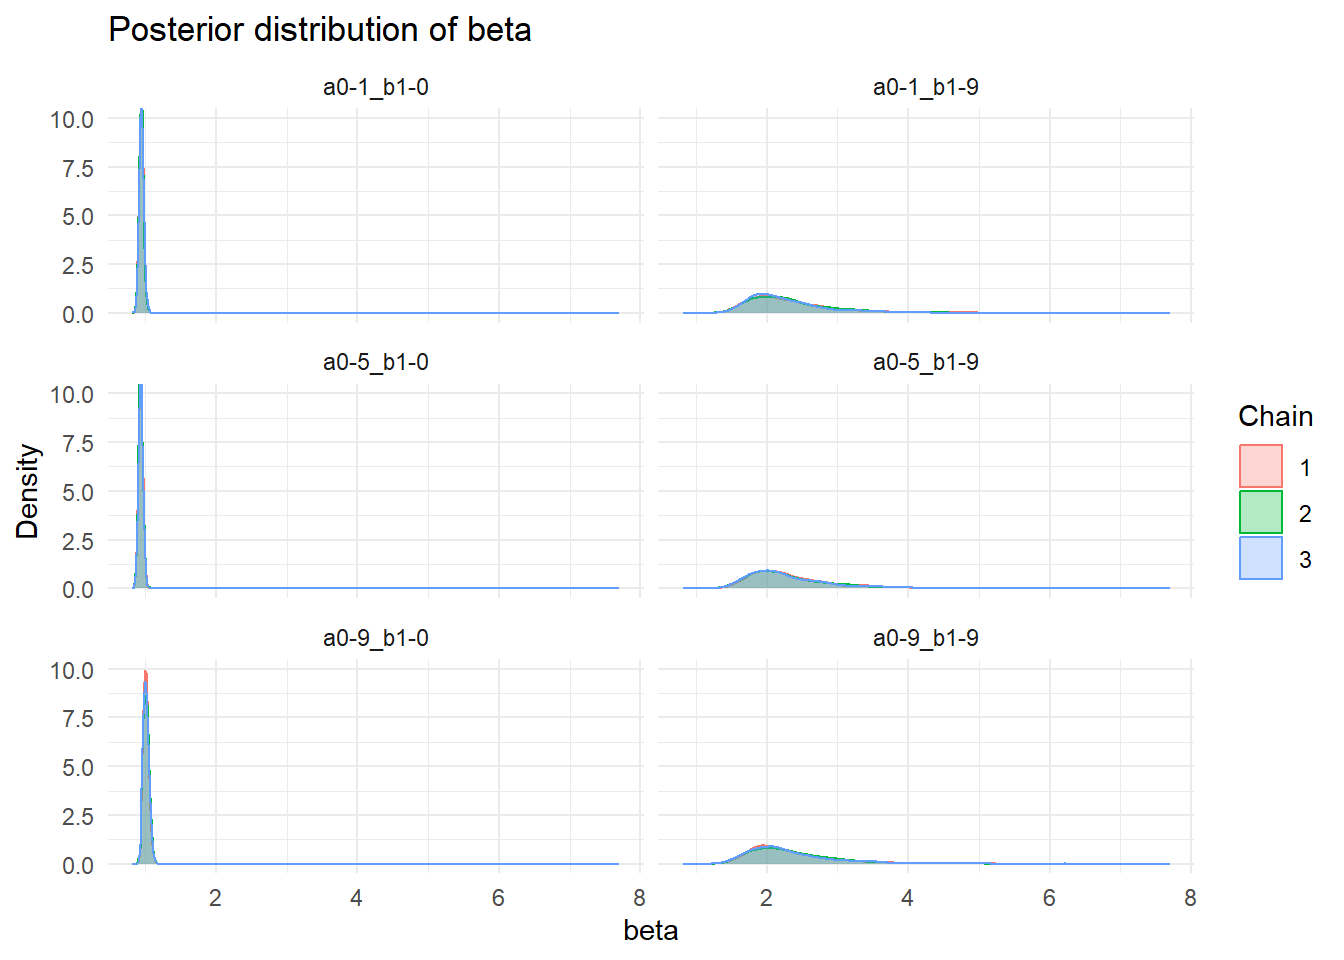 Posterior distribution of beta
a0-1_b1-0
a0-1_b1-9
10.0
7.5
5.0
2.5
0.0
a0-5_b1-0
a0-5_b1-9
10.0
7.5
5.0
2.5
0.0
a0-9_b1-0
a0-9_b1-9
10.0
7.5
5.0
2.5
0.0
2 4 6 8
2 4 6 8
beta
Density
Chain
1
2
3